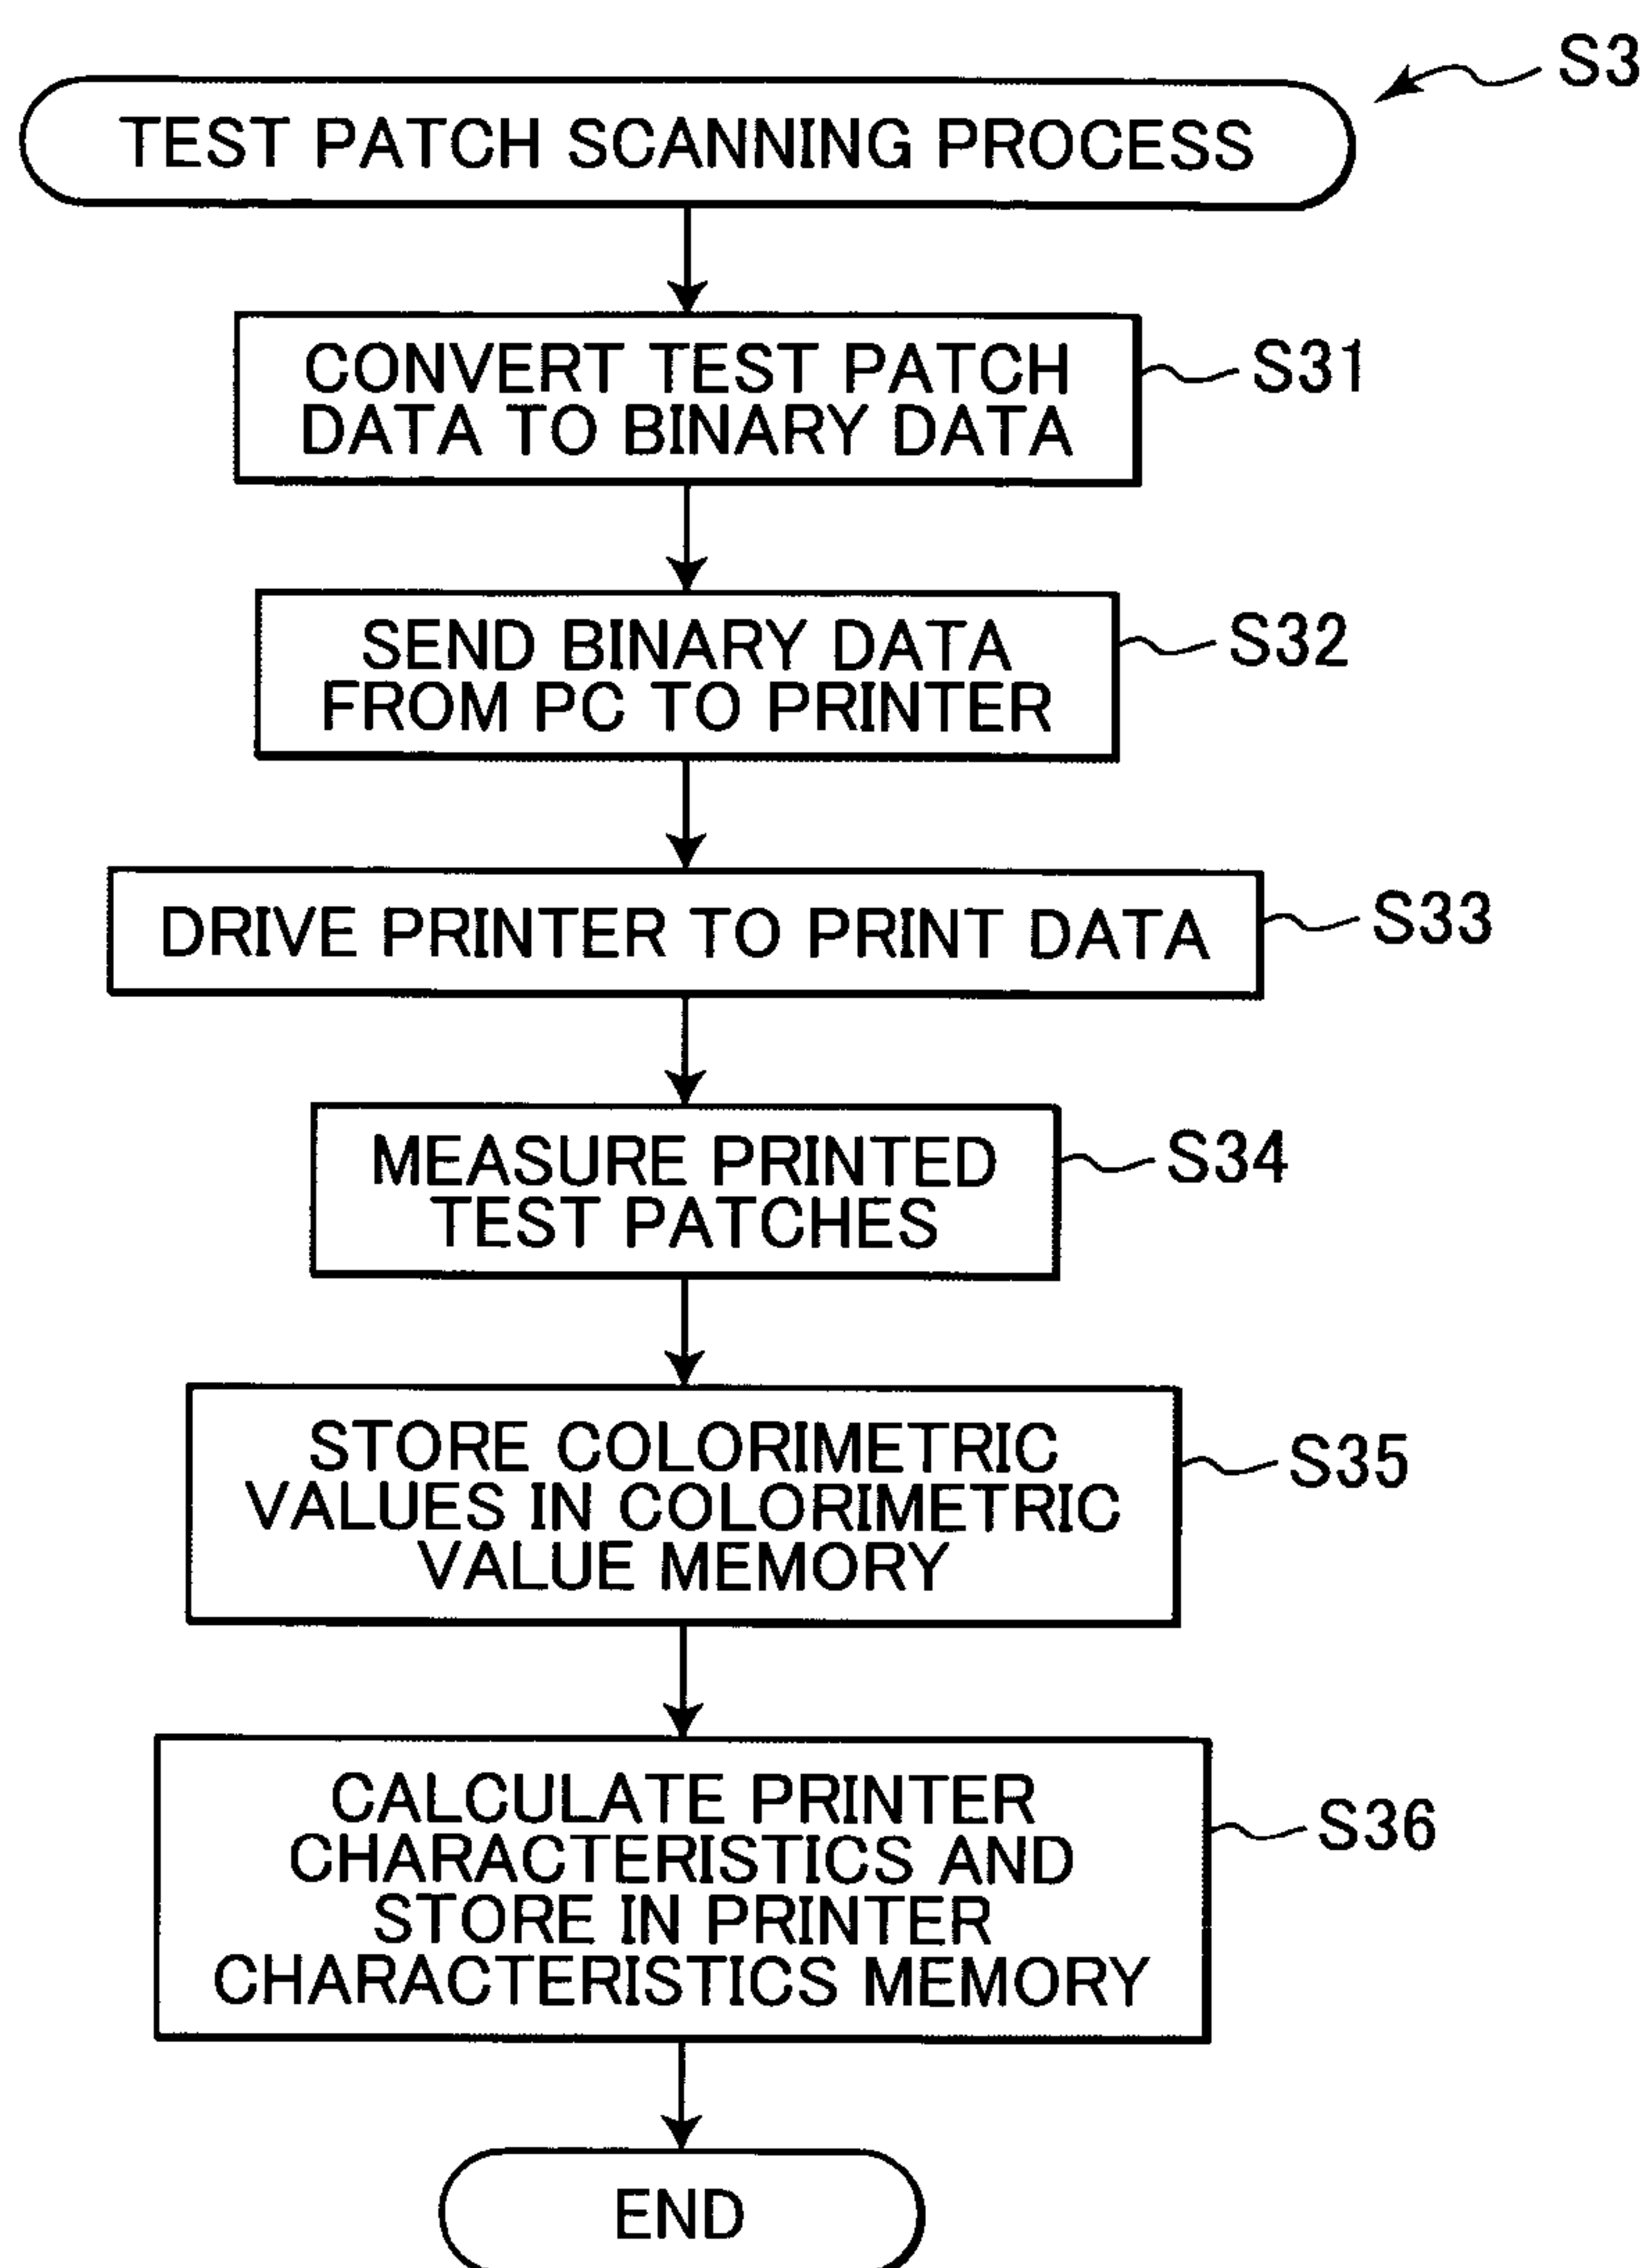 S3
TEST PATCH SCANNING PROCESS
CONVERT TEST PATCH
DATA TO BINARY DATA
S31
SEND BINARY DATA
FROM PC TO PRINTER
S32
DRIVE PRINTER TO PRINT DATA
S33
MEASURE PRINTED
TEST PATCHES
S34
STORE COLORIMETRIC
VALUES IN COLORIMETRIC
VALUE MEMORY
S35
CALCULATE PRINTER
CHARACTERISTICS AND
STORE IN PRINTER
CHARACTERISTICS MEMORY
S36
END